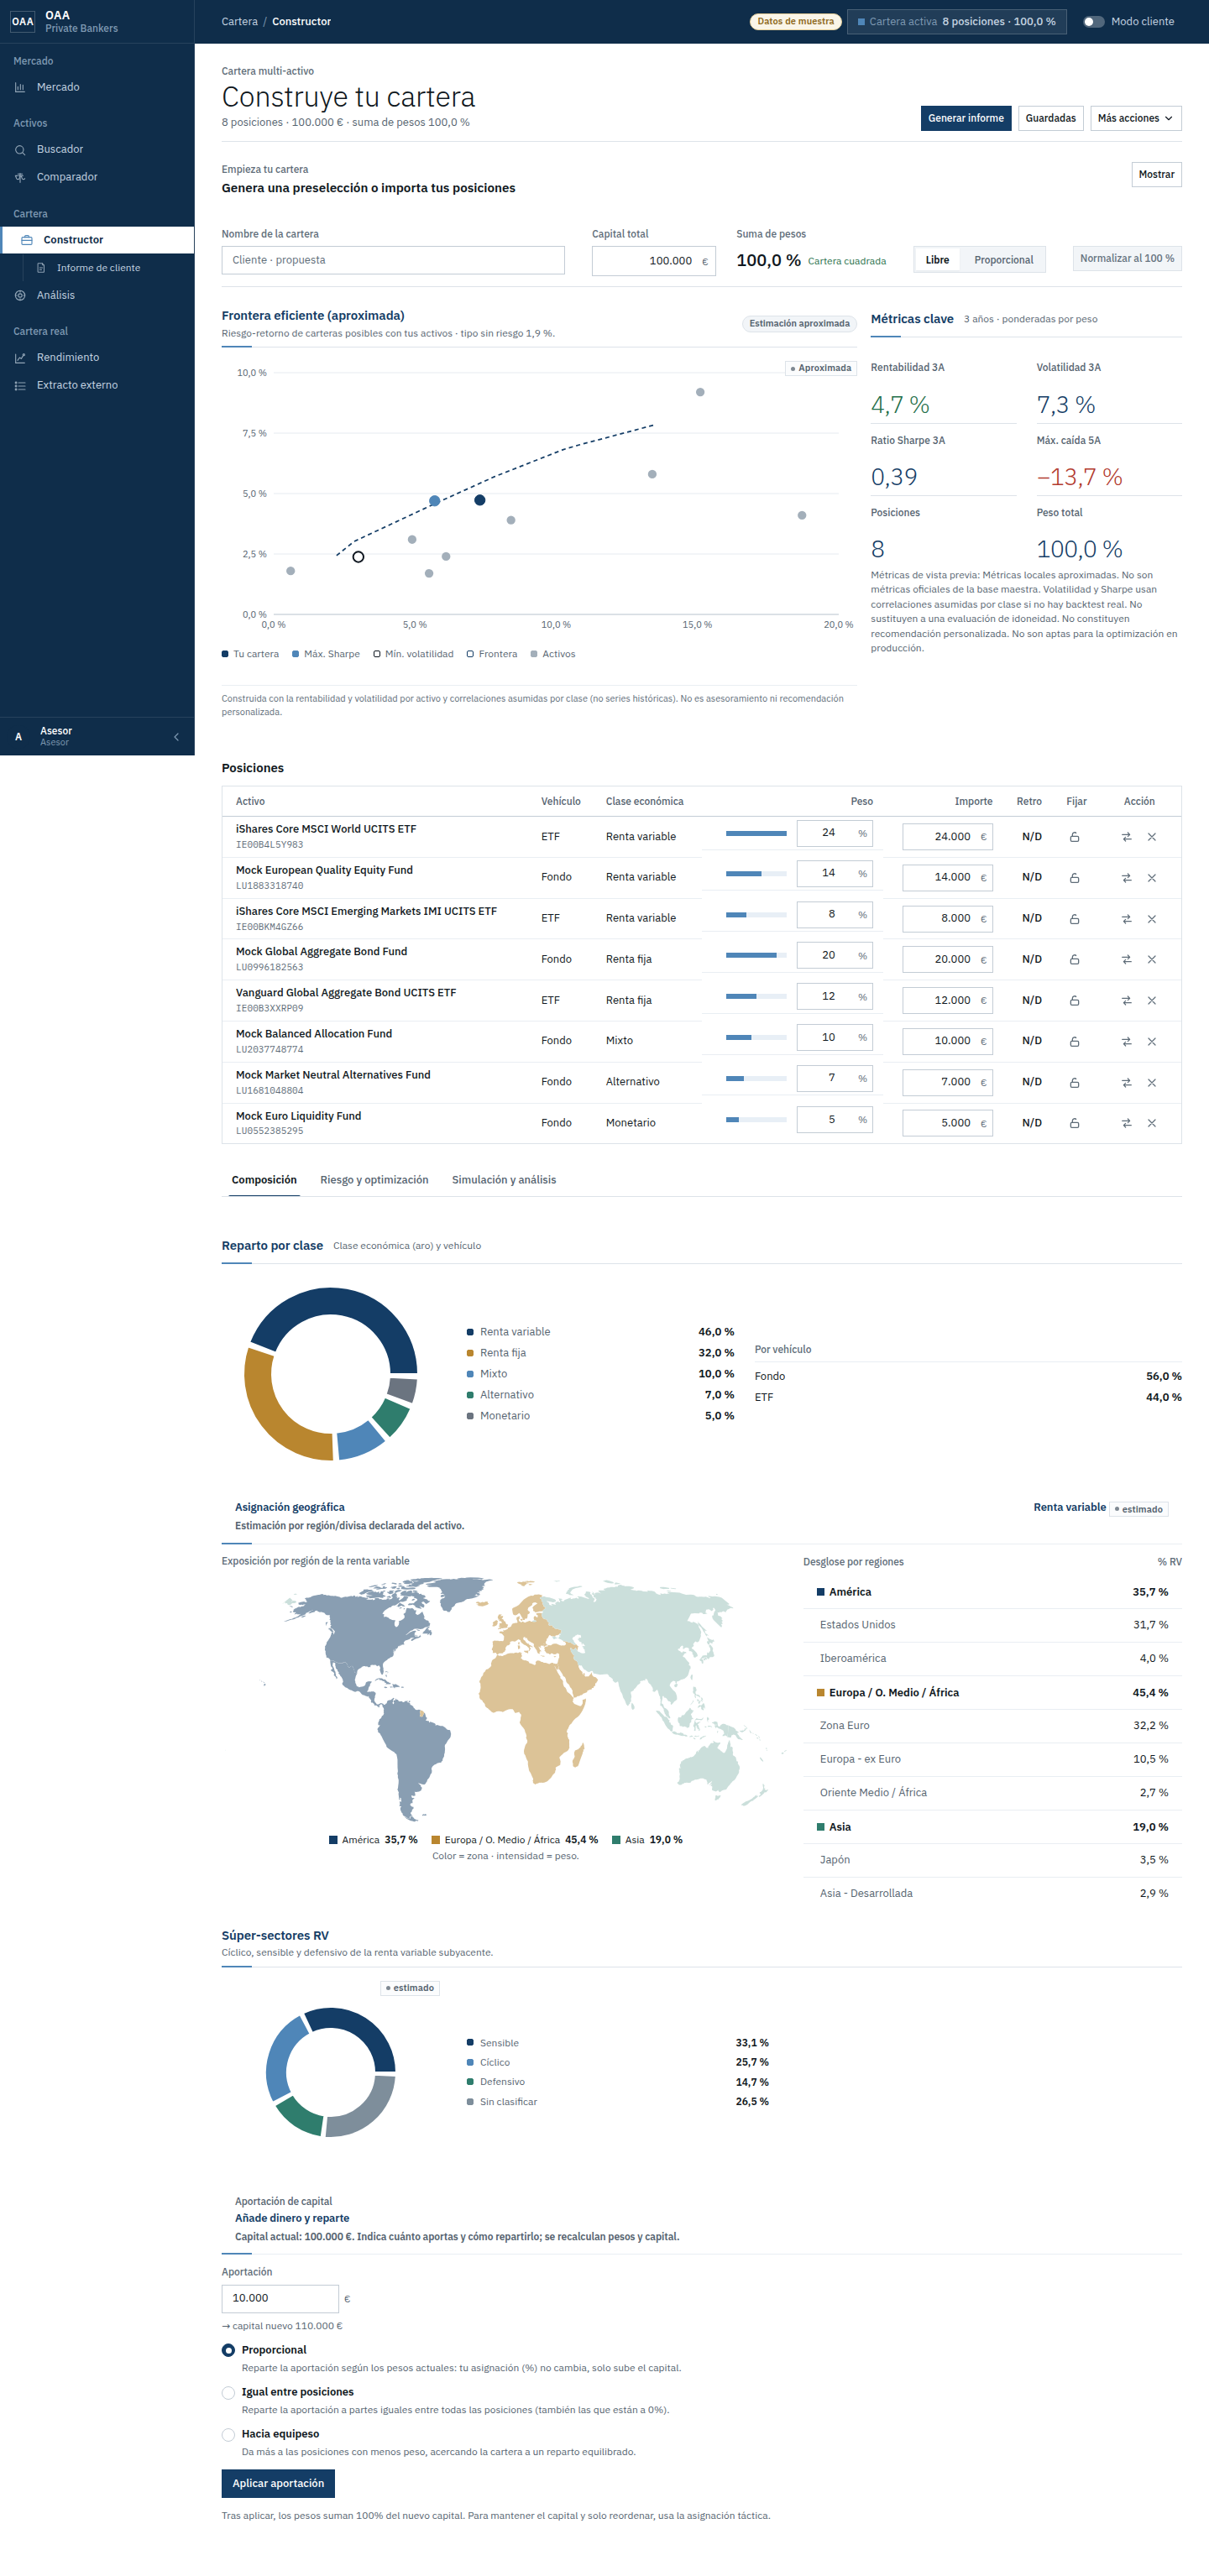 OAA
OAA
Private Bankers
Mercado
Mercado
Activos
Buscador
Comparador
Cartera
Constructor
Informe de cliente
Análisis
Cartera real
Rendimiento
Extracto externo
A
Asesor
Asesor
Cartera / Constructor
Datos de muestra
Cartera activa 8 posiciones · 100,0 %
Modo cliente
Cartera multi-activo
Construye tu cartera
8 posiciones · 100.000 € · suma de pesos 100,0 %
Generar informe
Guardadas
Más acciones
Empieza tu cartera
Genera una preselección o importa tus posiciones
Mostrar
Nombre de la cartera
Cliente · propuesta
Capital total
100.000 €
Suma de pesos
100,0 % Cartera cuadrada
Libre
Proporcional
Normalizar al 100 %
Frontera eficiente (aproximada)
Riesgo-retorno de carteras posibles con tus activos · tipo sin riesgo 1,9 %.
Estimación aproximada
Aproximada
10,0 %
7,5 %
5,0 %
2,5 %
0,0 %
0,0 %
5,0 %
10,0 %
15,0 %
20,0 %
Tu cartera
Máx. Sharpe
Mín. volatilidad
Frontera
Activos
Construida con la rentabilidad y volatilidad por activo y correlaciones asumidas por clase (no series históricas). No es asesoramiento ni recomendación
personalizada.
Métricas clave 3 años · ponderadas por peso
Rentabilidad 3A
4,7 %
Volatilidad 3A
7,3 %
Ratio Sharpe 3A
0,39
Máx. caída 5A
−13,7 %
Posiciones
8
Peso total
100,0 %
Métricas de vista previa: Métricas locales aproximadas. No son
métricas oficiales de la base maestra. Volatilidad y Sharpe usan
correlaciones asumidas por clase si no hay backtest real. No
sustituyen a una evaluación de idoneidad. No constituyen
recomendación personalizada. No son aptas para la optimización en
producción.
Posiciones
Activo Vehículo Clase económica Peso Importe Retro Fijar Acción
iShares Core MSCI World UCITS ETF
IE00B4L5Y983
ETF Renta variable 24 % 24.000 € N/D
Mock European Quality Equity Fund
LU1883318740
Fondo Renta variable 14 % 14.000 € N/D
iShares Core MSCI Emerging Markets IMI UCITS ETF
IE00BKM4GZ66
ETF Renta variable 8 % 8.000 € N/D
Mock Global Aggregate Bond Fund
LU0996182563
Fondo Renta fija 20 % 20.000 € N/D
Vanguard Global Aggregate Bond UCITS ETF
IE00B3XXRP09
ETF Renta fija 12 % 12.000 € N/D
Mock Balanced Allocation Fund
LU2037748774
Fondo Mixto 10 % 10.000 € N/D
Mock Market Neutral Alternatives Fund
LU1681048804
Fondo Alternativo 7 % 7.000 € N/D
Mock Euro Liquidity Fund
LU0552385295
Fondo Monetario 5 % 5.000 € N/D
Composición
Riesgo y optimización
Simulación y análisis
Reparto por clase Clase económica (aro) y vehículo
Renta variable 46,0 %
Renta fija 32,0 %
Mixto 10,0 %
Alternativo 7,0 %
Monetario 5,0 %
Por vehículo
Fondo 56,0 %
ETF 44,0 %
Asignación geográfica
Estimación por región/divisa declarada del activo.
Renta variable estimado
Exposición por región de la renta variable
América 35,7 % Europa / O. Medio / África 45,4 % Asia 19,0 %
Color = zona · intensidad = peso.
Desglose por regiones % RV
América 35,7 %
Estados Unidos 31,7 %
Iberoamérica 4,0 %
Europa / O. Medio / África 45,4 %
Zona Euro 32,2 %
Europa - ex Euro 10,5 %
Oriente Medio / África 2,7 %
Asia 19,0 %
Japón 3,5 %
Asia - Desarrollada 2,9 %
Súper-sectores RV
Cíclico, sensible y defensivo de la renta variable subyacente.
estimado
Sensible 33,1 %
Cíclico 25,7 %
Defensivo 14,7 %
Sin clasificar 26,5 %
Aportación de capital
Añade dinero y reparte
Capital actual: 100.000 €. Indica cuánto aportas y cómo repartirlo; se recalculan pesos y capital.
Aportación
10.000 €
→ capital nuevo 110.000 €
Proporcional
Reparte la aportación según los pesos actuales: tu asignación (%) no cambia, solo sube el capital.
Igual entre posiciones
Reparte la aportación a partes iguales entre todas las posiciones (también las que están a 0%).
Hacia equipeso
Da más a las posiciones con menos peso, acercando la cartera a un reparto equilibrado.
Aplicar aportación
Tras aplicar, los pesos suman 100% del nuevo capital. Para mantener el capital y solo reordenar, usa la asignación táctica.